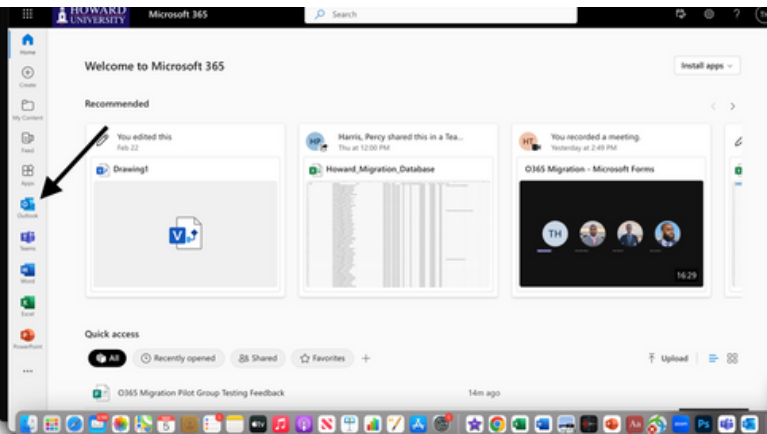 HOWARD
UNIVERSITY
Microsoft 365
Search
?
Home
Create
My Content
Feed
Apps
Outlook
Teams
Word
Excel
PowerPoint
Welcome to Microsoft 365
Install apps
Recommended
You edited this
Feb 22
Drawing1
HP
Harris, Percy shared this in a Tea...
Thu at 12:00 PM
Howard_Migration_Database
HT
You recorded a meeting.
Yesterday at 2:49 PM
O365 Migration - Microsoft Forms
TH
16:29
Quick access
All
Recently opened
Shared
Favorites
Upload
O365 Migration Pilot Group Testing Feedback
14m ago